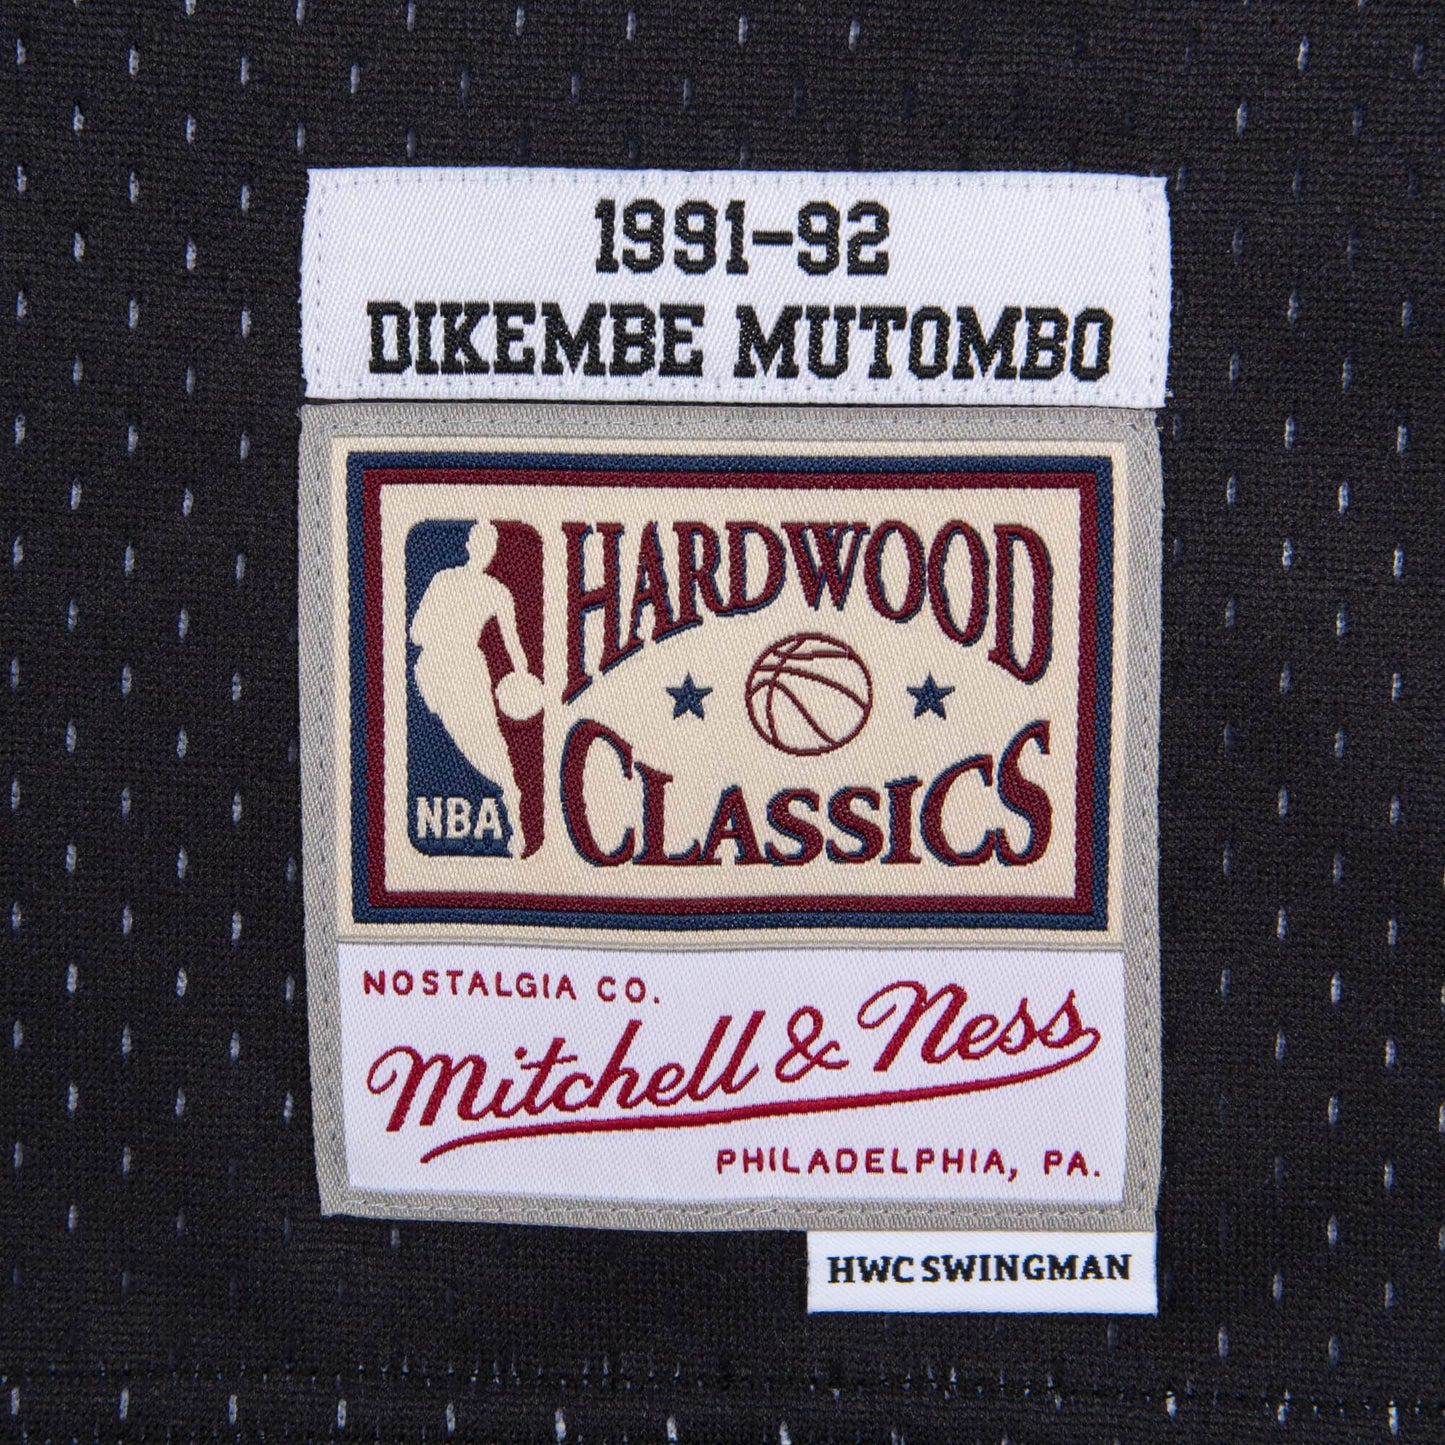 1991-92
DIKEMBE MUTOMBO
HARDWOOD
CLASSICS
NBA
NOSTALGIA CO.
Mitchell & Ness
PHILADELPHIA, PA.
HWC SWINGMAN